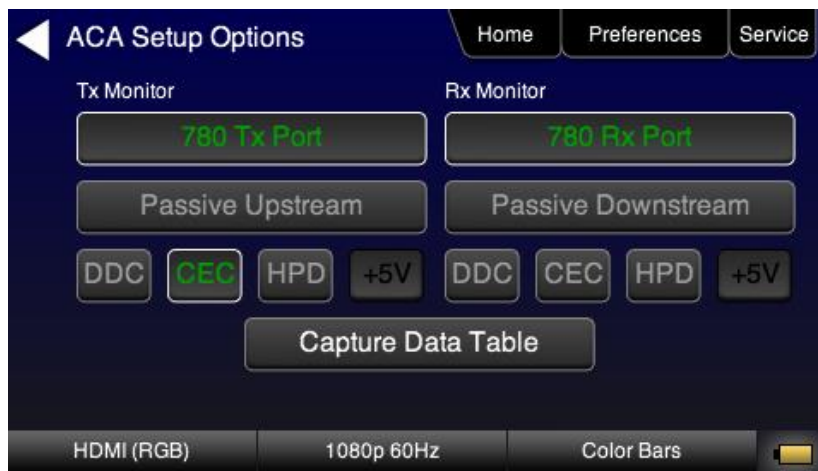 ACA Setup Options
Home
Preferences
Service
Tx Monitor
Rx Monitor
780 Tx Port
780 Rx Port
Passive Upstream
Passive Downstream
DDC
CEC
HPD
+5V
DDC
CEC
HPD
+5V
Capture Data Table
HDMI (RGB)
1080p 60Hz
Color Bars